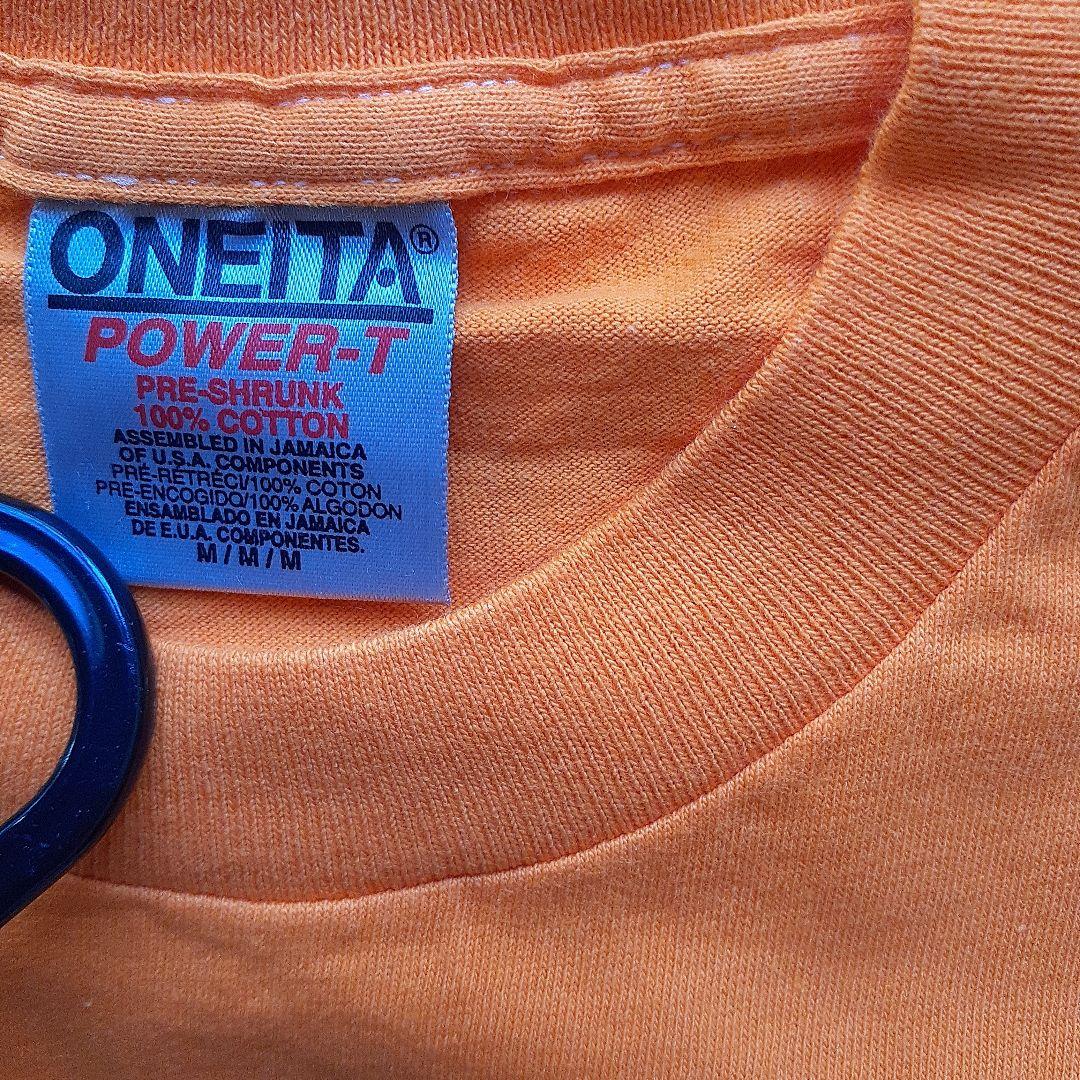 ONEITA®
POWER-T
PRE-SHRUNK
100% COTTON
ASSEMBLED IN JAMAICA
OF U.S.A. COMPONENTS
PRÉ-RÉTRÉCI/100% COTON
PRE-ENCOGIDO/100% ALGODON
ENSAMBLADO EN JAMAICA
DE E.U.A. COMPONENTES.
M / M / M